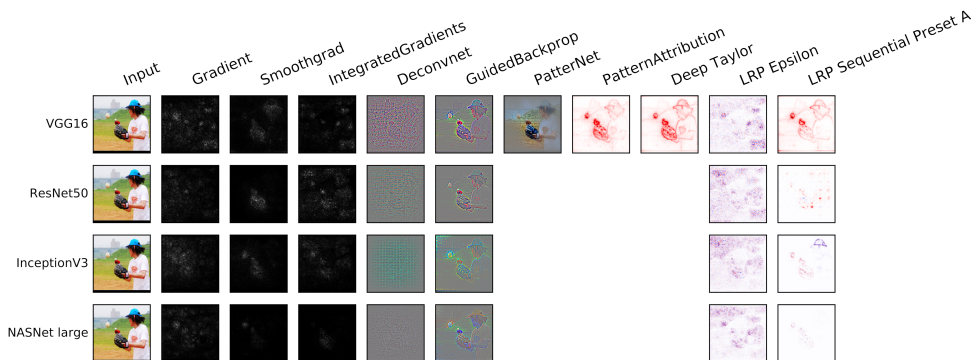 Input
Gradient
Smoothgrad
IntegratedGradients
Deconvnet
GuidedBackprop
PatterNet
PatternAttribution
Deep Taylor
LRP Epsilon
LRP Sequential Preset A
VGG16
ResNet50
InceptionV3
NASNet large